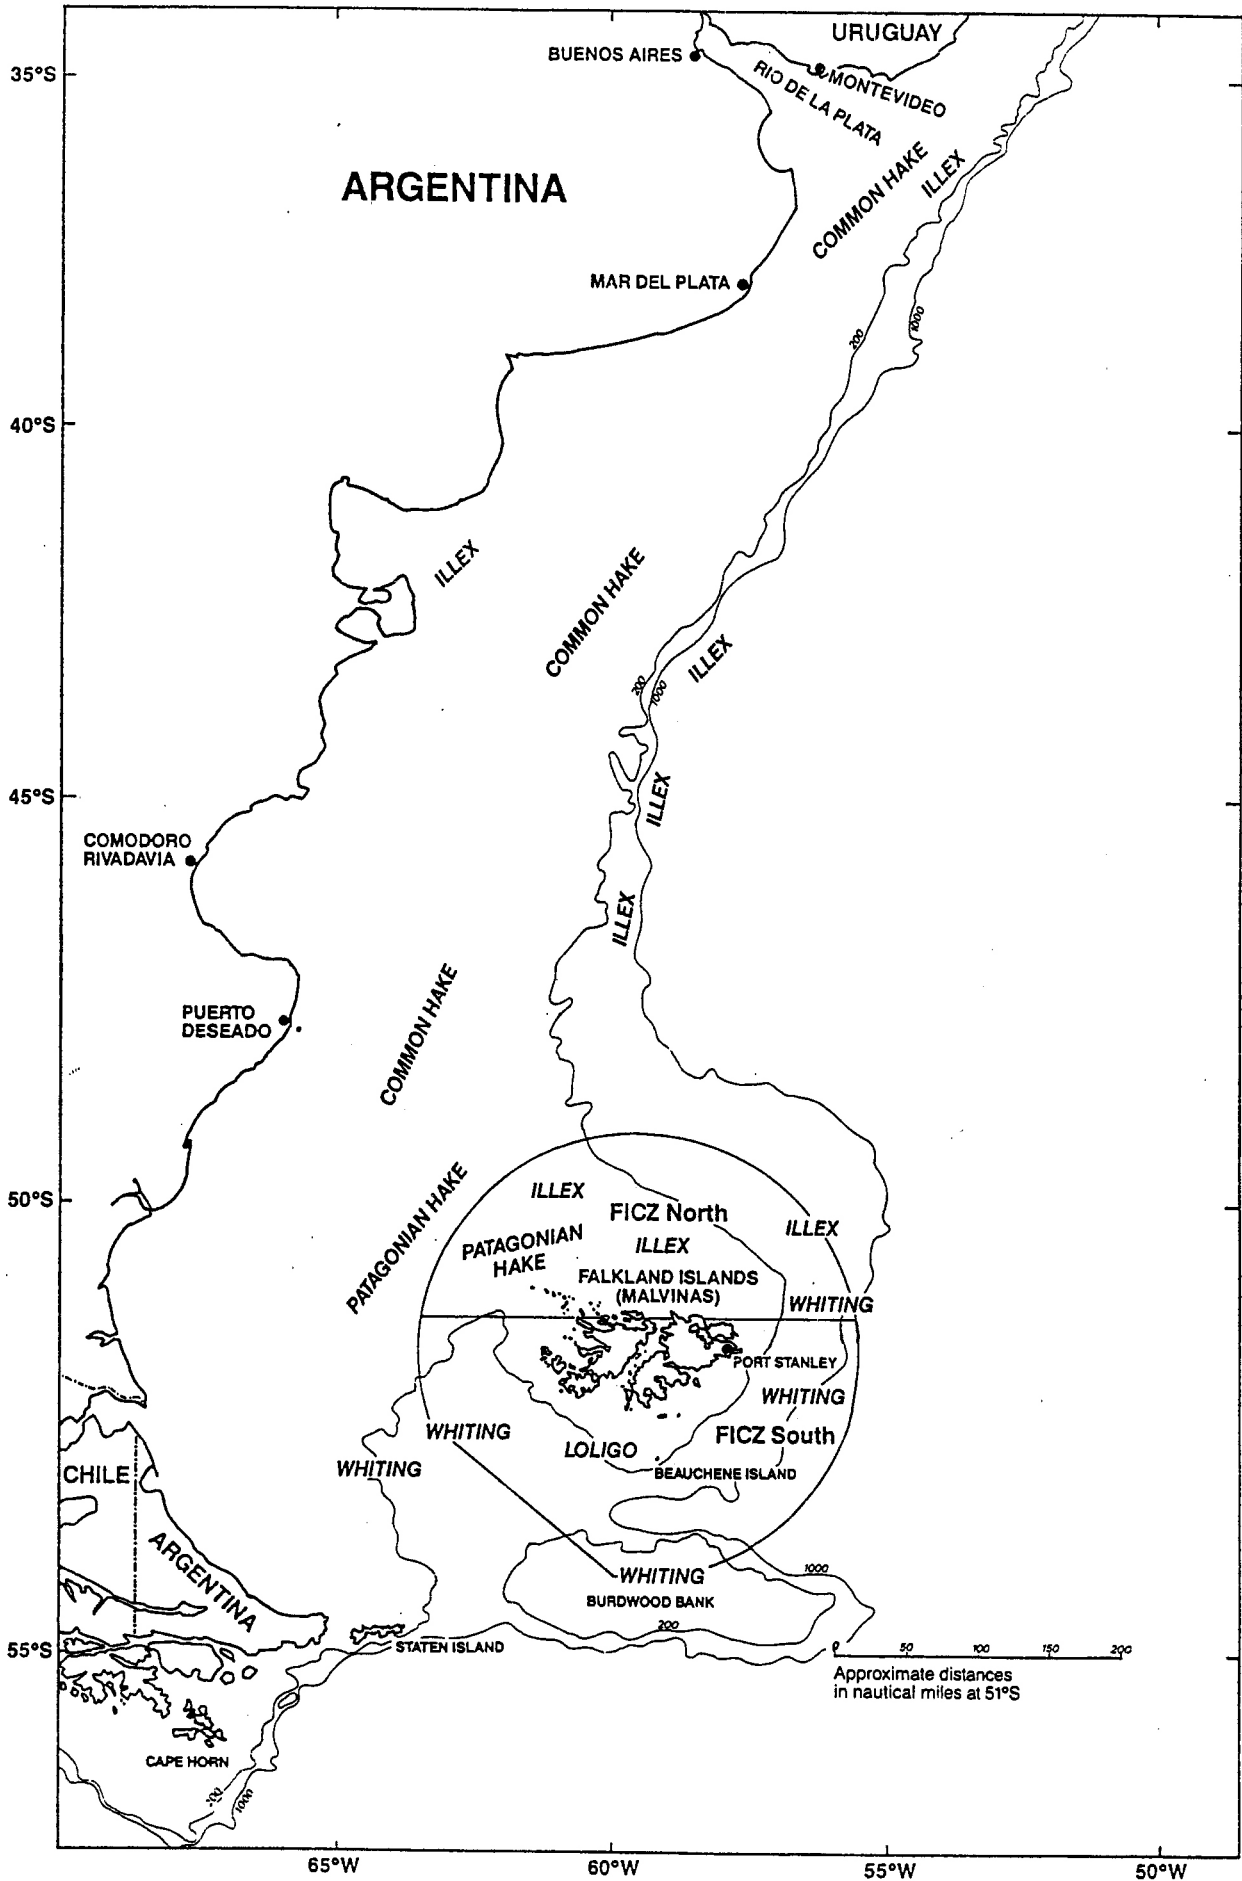 URUGUAY
BUENOS AIRES
35°S
MONTEVIDEO
RIO DE LA PLATA
COMMON HAKE
ILLEX
ARGENTINA
MAR DEL PLATA
200
1000
40°S
ILLEX
COMMON HAKE
ILLEX
200
1000
45°S
ILLEX
COMODORO
RIVADAVIA
ILLEX
COMMON HAKE
PUERTO
DESEADO
50°S
PATAGONIAN HAKE
ILLEX
FICZ North
ILLEX
PATAGONIAN
HAKE
ILLEX
FALKLAND ISLANDS
(MALVINAS)
WHITING
PORT STANLEY
WHITING
WHITING
FICZ South
LOLIGO
WHITING
BEAUCHENE ISLAND
CHILE
ARGENTINA
WHITING
1000
BURDWOOD BANK
200
55°S
STATEN ISLAND
0 50 100 150 200
Approximate distances
in nautical miles at 51°S
CAPE HORN
200
1000
65°W 60°W 55°W 50°W